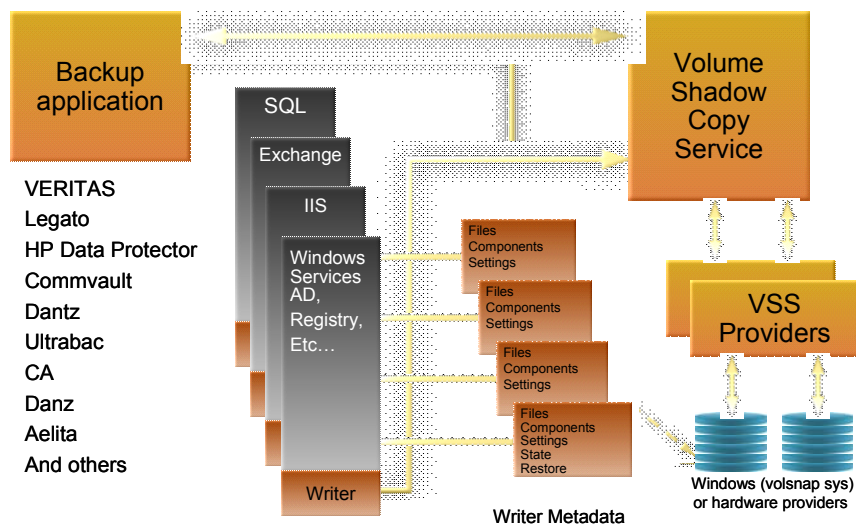 Backup
application
Volume
Shadow
Copy
Service
SQL
Exchange
IIS
Windows
Services
AD,
Registry,
Etc…
Writer
VERITAS
Legato
HP Data Protector
Commvault
Dantz
Ultrabac
CA
Danz
Aelita
And others
Files
Components
Settings
Files
Components
Settings
Files
Components
Settings
Files
Components
Settings
State
Restore
Writer Metadata
VSS
Providers
Windows (volsnap sys)
or hardware providers